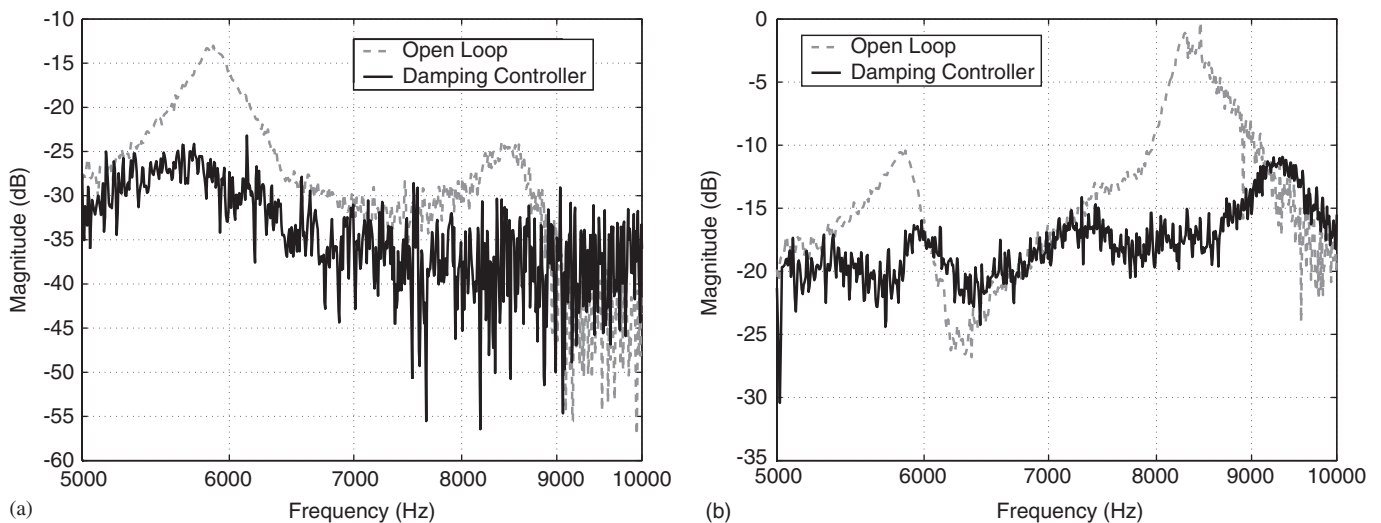 -10
-15
-20
-25
-30
-35
-40
-45
-50
-55
-60
Magnitude (dB)
Open Loop
Damping Controller
5000 6000 7000 8000 9000 10000
Frequency (Hz)
(a)
0
-5
-10
-15
-20
-25
-30
-35
Magnitude (dB)
Open Loop
Damping Controller
5000 6000 7000 8000 9000 10000
Frequency (Hz)
(b)